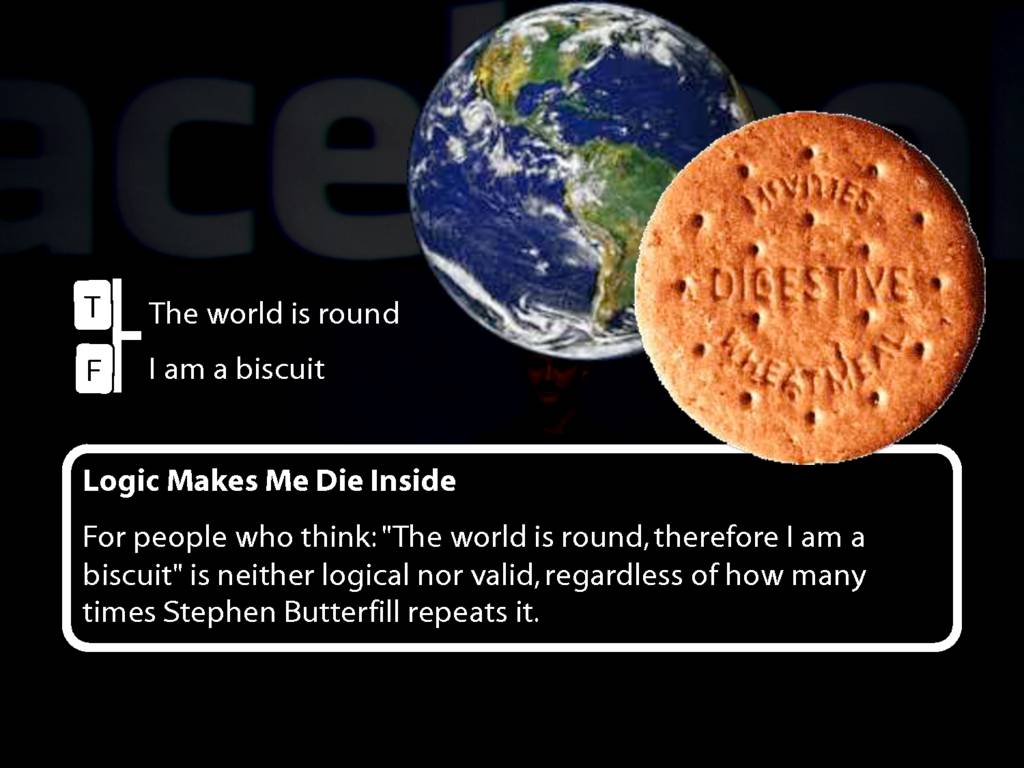 acebook
DIGESTIVE
WHEATMEAL
T The world is round
F I am a biscuit
Logic Makes Me Die Inside
For people who think: "The world is round, therefore I am a
biscuit" is neither logical nor valid, regardless of how many
times Stephen Butterfill repeats it.